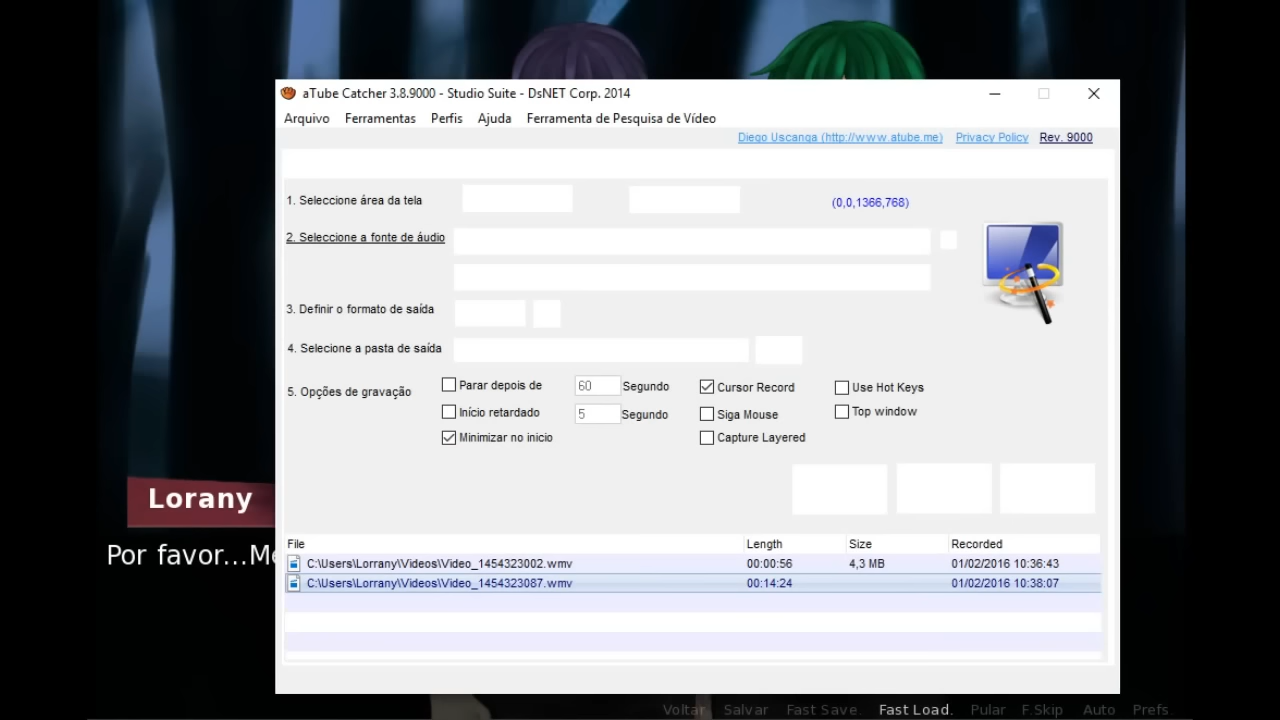 aTube Catcher 3.8.9000 - Studio Suite - DsNET Corp. 2014
Arquivo Ferramentas Perfis Ajuda Ferramenta de Pesquisa de Vídeo
Diego Uscanga (http://www.atube.me) Privacy Policy Rev. 9000
1. Seleccione área da tela (0,0,1366,768)
2. Seleccione a fonte de áudio
3. Definir o formato de saída
4. Selecione a pasta de saída
5. Opções de gravação
Parar depois de 60 Segundo Cursor Record Use Hot Keys
Início retardado 5 Segundo Siga Mouse Top window
Minimizar no inicio Capture Layered
Lorany
Por favor...Me
File Length Size Recorded
C:\Users\Lorrany\Videos\Video_1454323002.wmv 00:00:56 4,3 MB 01/02/2016 10:36:43
C:\Users\Lorrany\Videos\Video_1454323087.wmv 00:14:24 01/02/2016 10:38:07
Voltar Salvar Fast Save. Fast Load. Pular F.Skip Auto Prefs.